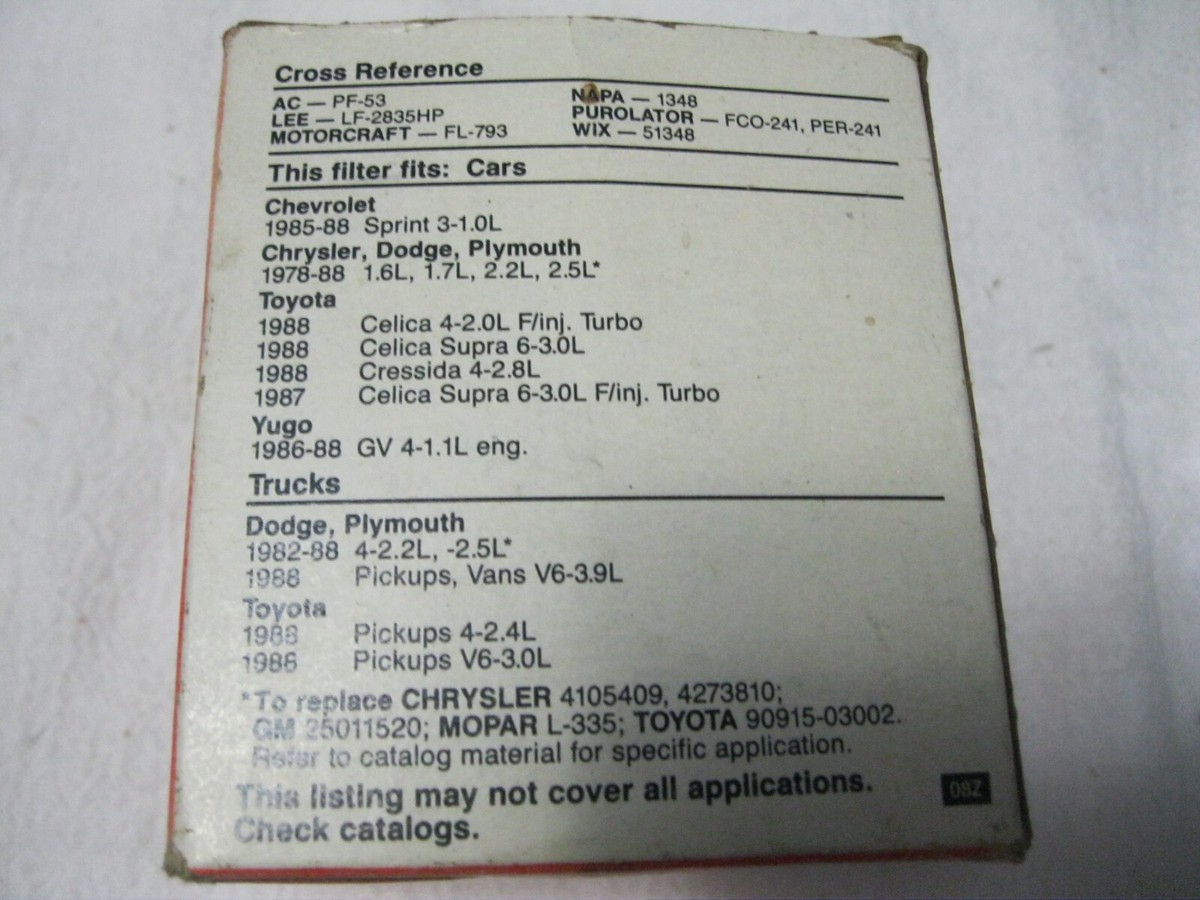 Cross Reference
AC — PF-53
LEE — LF-2835HP
MOTORCRAFT — FL-793
NAPA — 1348
PUROLATOR — FCO-241, PER-241
WIX — 51348
This filter fits: Cars
Chevrolet
1985-88 Sprint 3-1.0L
Chrysler, Dodge, Plymouth
1978-88 1.6L, 1.7L, 2.2L, 2.5L*
Toyota
1988 Celica 4-2.0L F/inj. Turbo
1988 Celica Supra 6-3.0L
1988 Cressida 4-2.8L
1987 Celica Supra 6-3.0L F/inj. Turbo
Yugo
1986-88 GV 4-1.1L eng.
Trucks
Dodge, Plymouth
1982-88 4-2.2L, -2.5L*
1988 Pickups, Vans V6-3.9L
Toyota
1988 Pickups 4-2.4L
1988 Pickups V6-3.0L
*To replace CHRYSLER 4105409, 4273810;
GM 25011520; MOPAR L-335; TOYOTA 90915-03002.
Refer to catalog material for specific application.
This listing may not cover all applications.
Check catalogs.
08Z